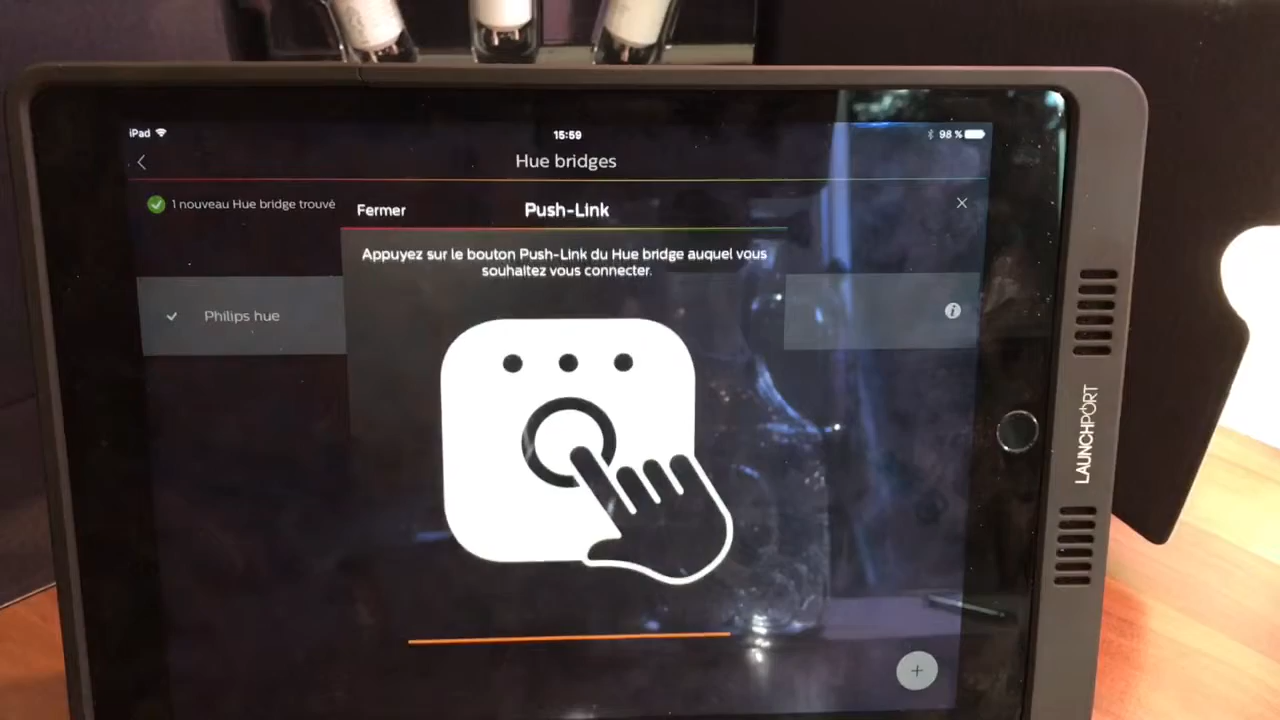 iPad
15:59
98 %
Hue bridges
1 nouveau Hue bridge trouvé
Fermer
Push-Link
Appuyez sur le bouton Push-Link du Hue bridge auquel vous
souhaitez vous connecter.
Philips hue
LAUNCHPORT